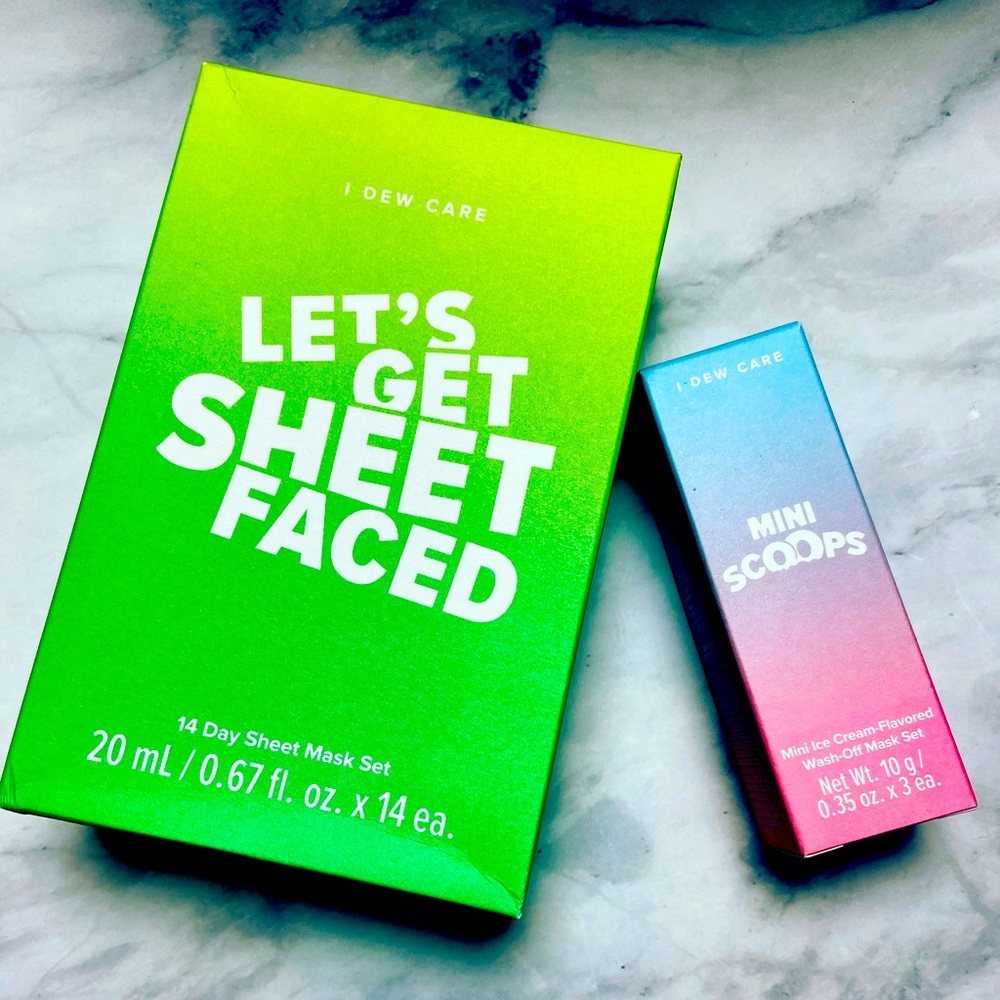 I DEW CARE
LET'S
GET
SHEET
FACED
14 Day Sheet Mask Set
20 mL / 0.67 fl. oz. x 14 ea.
I DEW CARE
MINI
SCOOPS
Mini Ice Cream-Flavored
Wash-Off Mask Set
Net Wt. 10 g /
0.35 oz. x 3 ea.